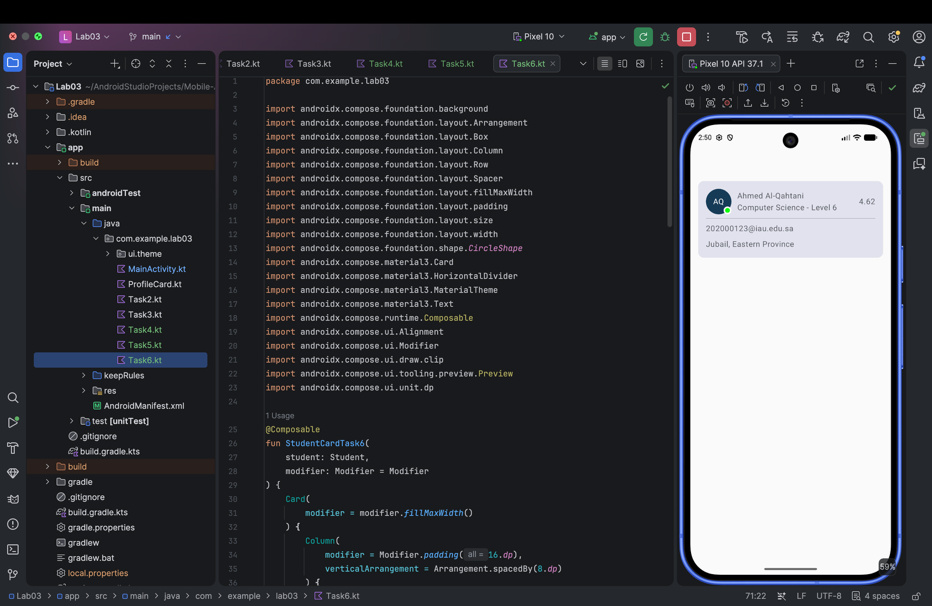 L Lab03
main
Pixel 10
app
Project
Task2.kt
Task3.kt
Task4.kt
Task5.kt
Task6.kt
Pixel 10 API 37.1
Lab03 ~/AndroidStudioProjects/Mobile-
.gradle
.idea
.kotlin
app
build
src
androidTest
main
java
com.example.lab03
ui.theme
MainActivity.kt
ProfileCard.kt
Task2.kt
Task3.kt
Task4.kt
Task5.kt
Task6.kt
keepRules
res
AndroidManifest.xml
test [unitTest]
.gitignore
build.gradle.kts
build
gradle
.gitignore
build.gradle.kts
gradle.properties
gradlew
gradlew.bat
local.properties
1 package com.example.lab03
2
3 import androidx.compose.foundation.background
4 import androidx.compose.foundation.layout.Arrangement
5 import androidx.compose.foundation.layout.Box
6 import androidx.compose.foundation.layout.Column
7 import androidx.compose.foundation.layout.Row
8 import androidx.compose.foundation.layout.Spacer
9 import androidx.compose.foundation.layout.fillMaxWidth
10 import androidx.compose.foundation.layout.padding
11 import androidx.compose.foundation.layout.size
12 import androidx.compose.foundation.layout.width
13 import androidx.compose.foundation.shape.CircleShape
14 import androidx.compose.material3.Card
15 import androidx.compose.material3.HorizontalDivider
16 import androidx.compose.material3.MaterialTheme
17 import androidx.compose.material3.Text
18 import androidx.compose.runtime.Composable
19 import androidx.compose.ui.Alignment
20 import androidx.compose.ui.Modifier
21 import androidx.compose.ui.draw.clip
22 import androidx.compose.ui.tooling.preview.Preview
23 import androidx.compose.ui.unit.dp
24
1 Usage
25 @Composable
26 fun StudentCardTask6(
27 student: Student,
28 modifier: Modifier = Modifier
29 ) {
30 Card(
31 modifier = modifier.fillMaxWidth()
32 ) {
33 Column(
34 modifier = Modifier.padding( all = 16.dp),
35 verticalArrangement = Arrangement.spacedBy(8.dp)
36 ) {
2:50
AQ
Ahmed Al-Qahtani
Computer Science - Level 6
4.62
202000123@iau.edu.sa
Jubail, Eastern Province
59%
Lab03 > app > src > main > java > com > example > lab03 > Task6.kt
71:22
LF
UTF-8
4 spaces